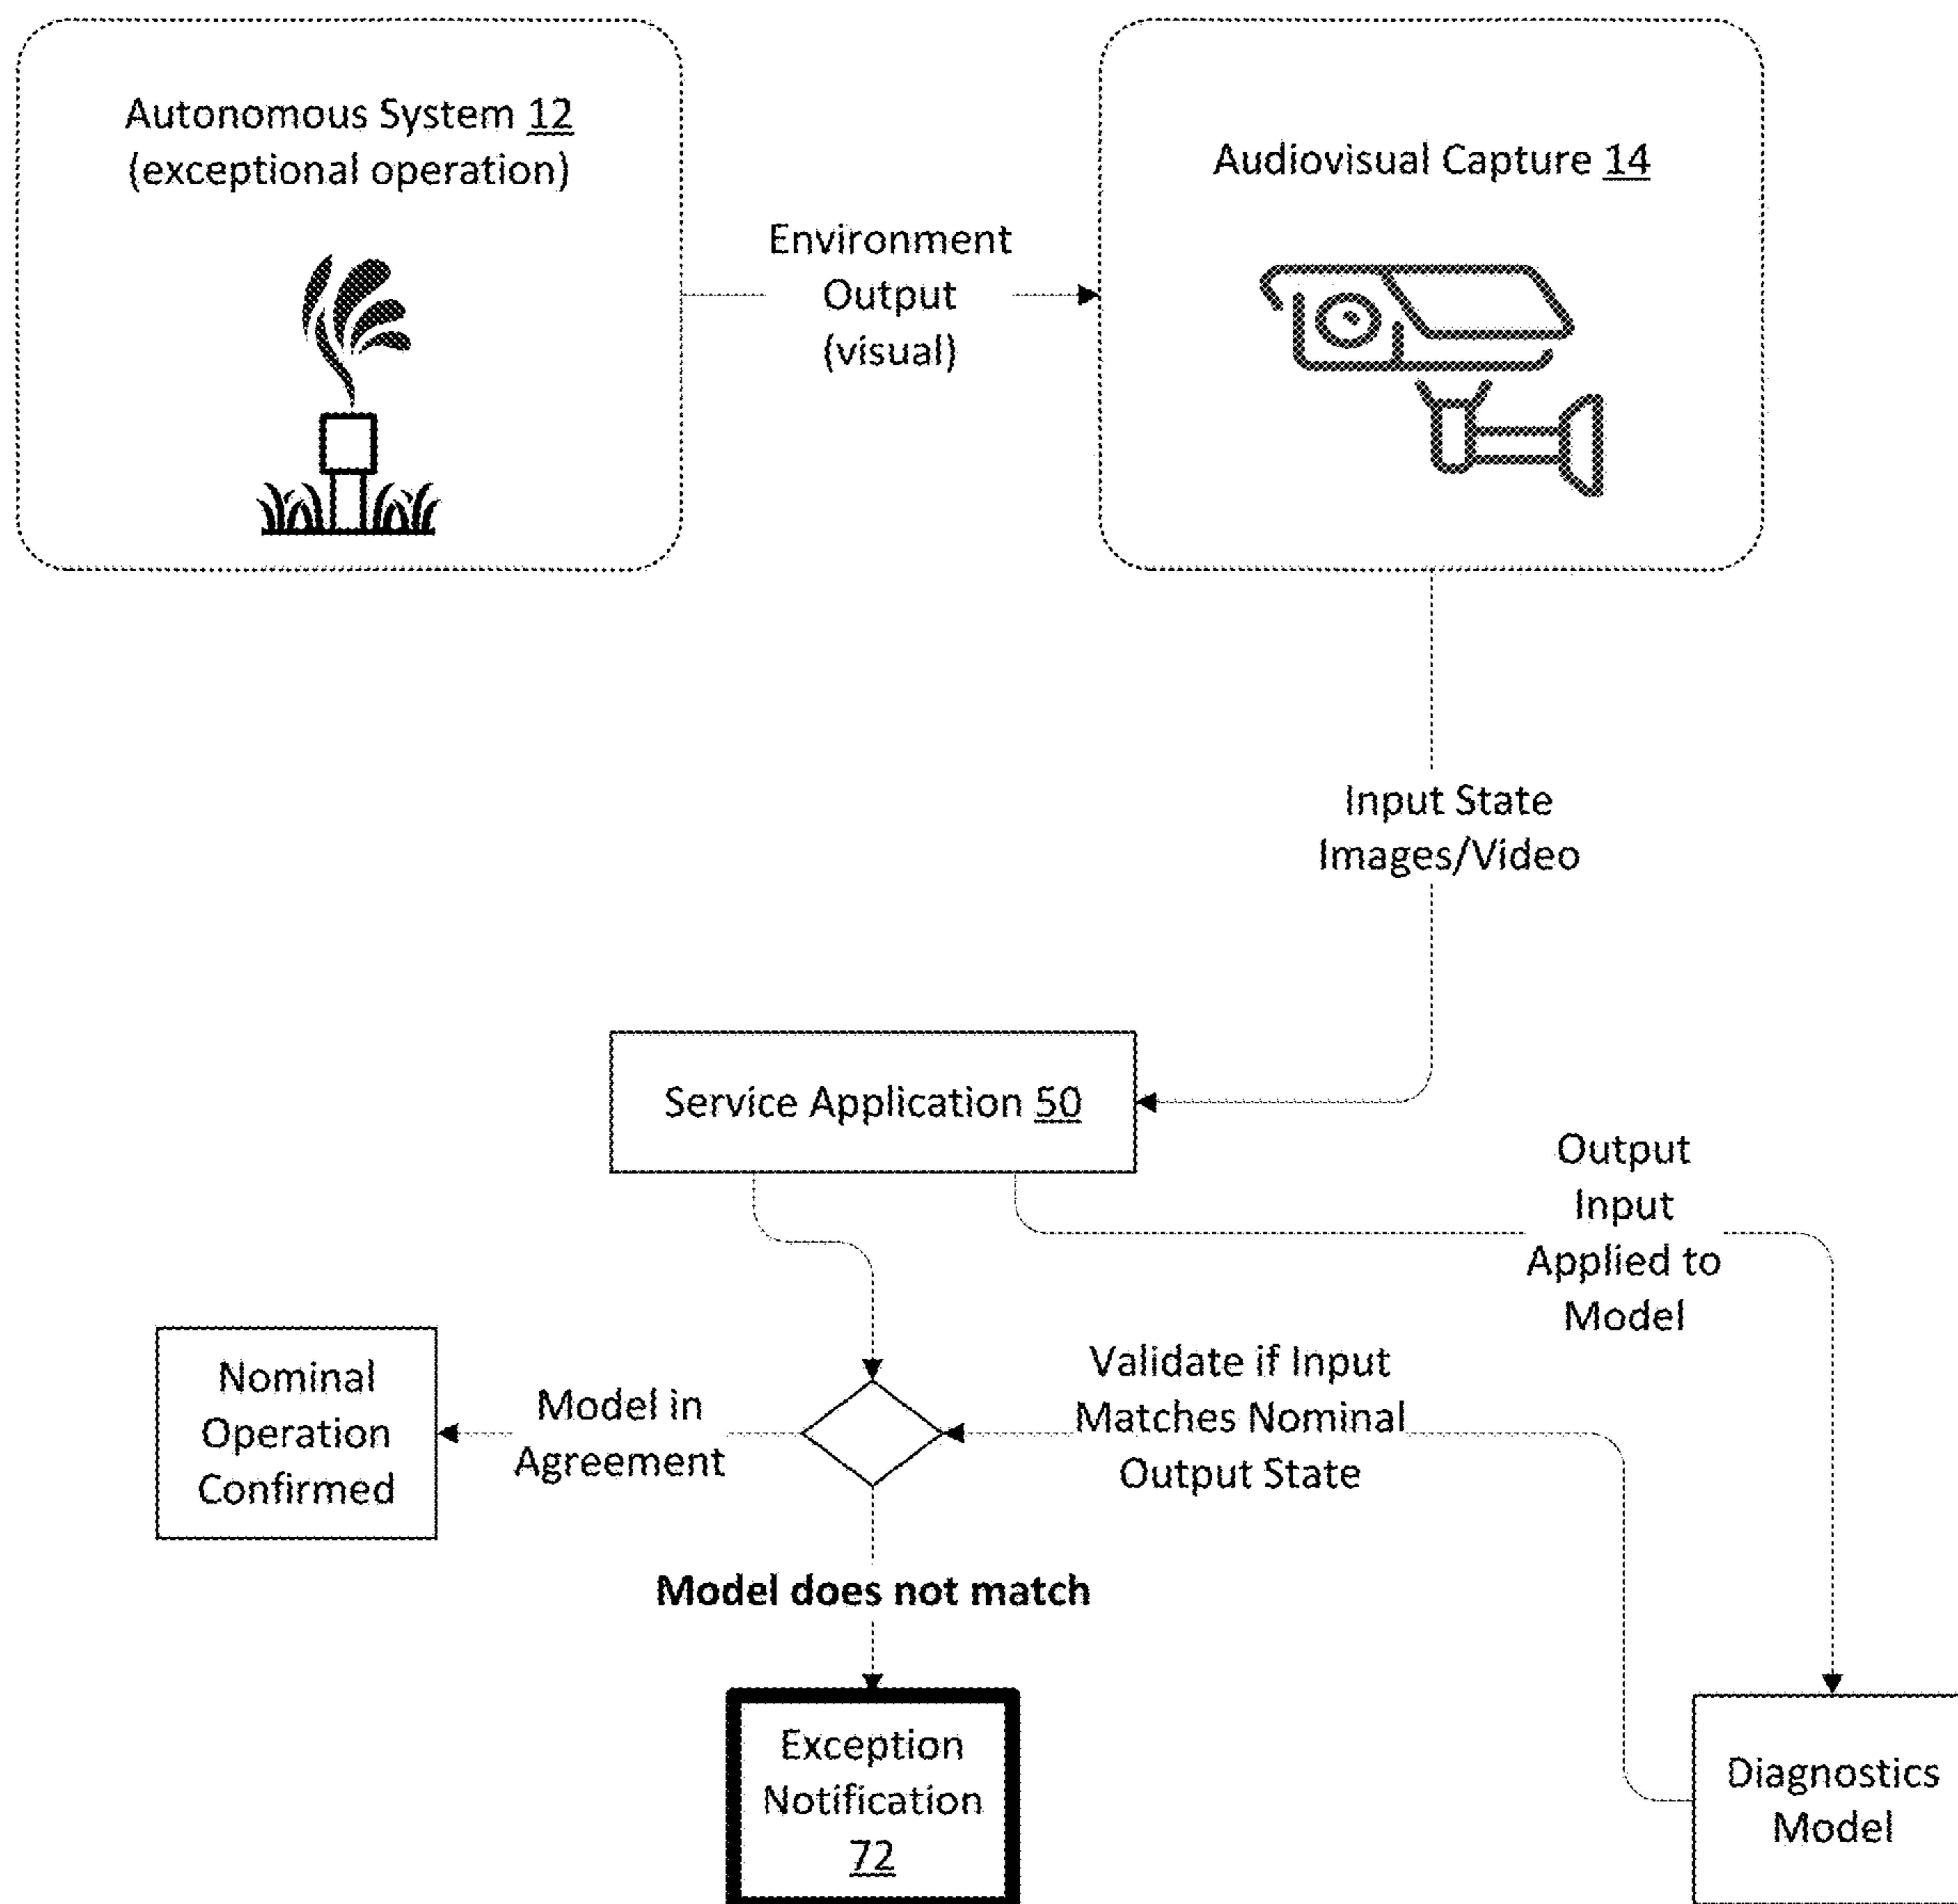 Autonomous System 12
(exceptional operation)
Audiovisual Capture 14
Environment
Output
(visual)
Input State
Images/Video
Service Application 50
Output
Input
Applied to
Model
Nominal
Operation
Confirmed
Model in
Agreement
Validate if Input
Matches Nominal
Output State
Model does not match
Exception
Notification
72
Diagnostics
Model